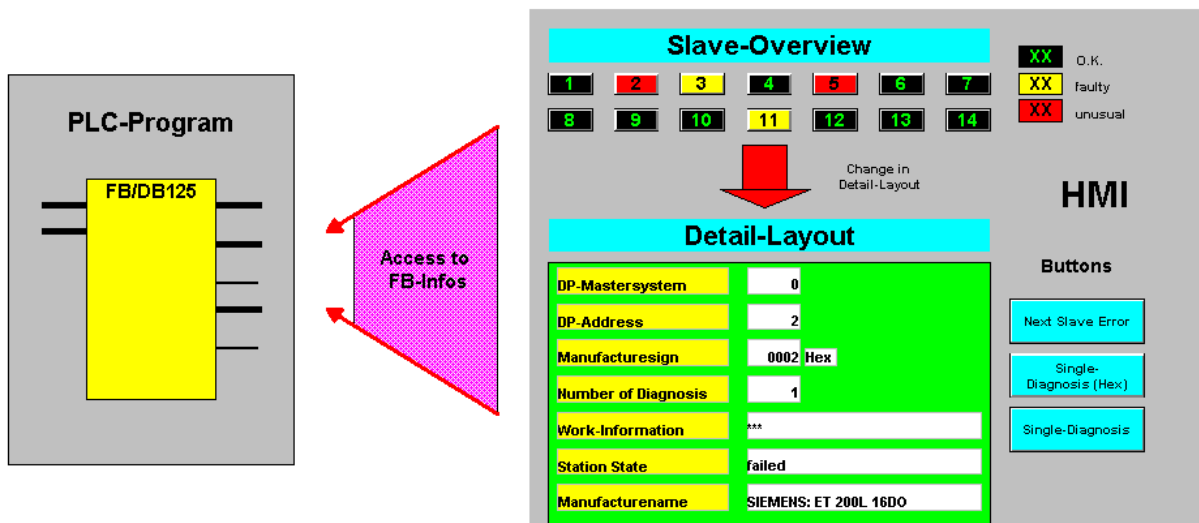 PLC-Program
FB/DB125
Access to
FB-Infos
Slave-Overview
1 2 3 4 5 6 7
8 9 10 11 12 13 14
XX O.K.
XX faulty
XX unusual
Change in
Detail-Layout
HMI
Detail-Layout
DP-Mastersystem 0
DP-Address 2
Manufacturesign 0002 Hex
Number of Diagnosis 1
Work-Information ***
Station State failed
Manufacturename SIEMENS: ET 200L 16DO
Buttons
Next Slave Error
Single-
Diagnosis (Hex)
Single-Diagnosis